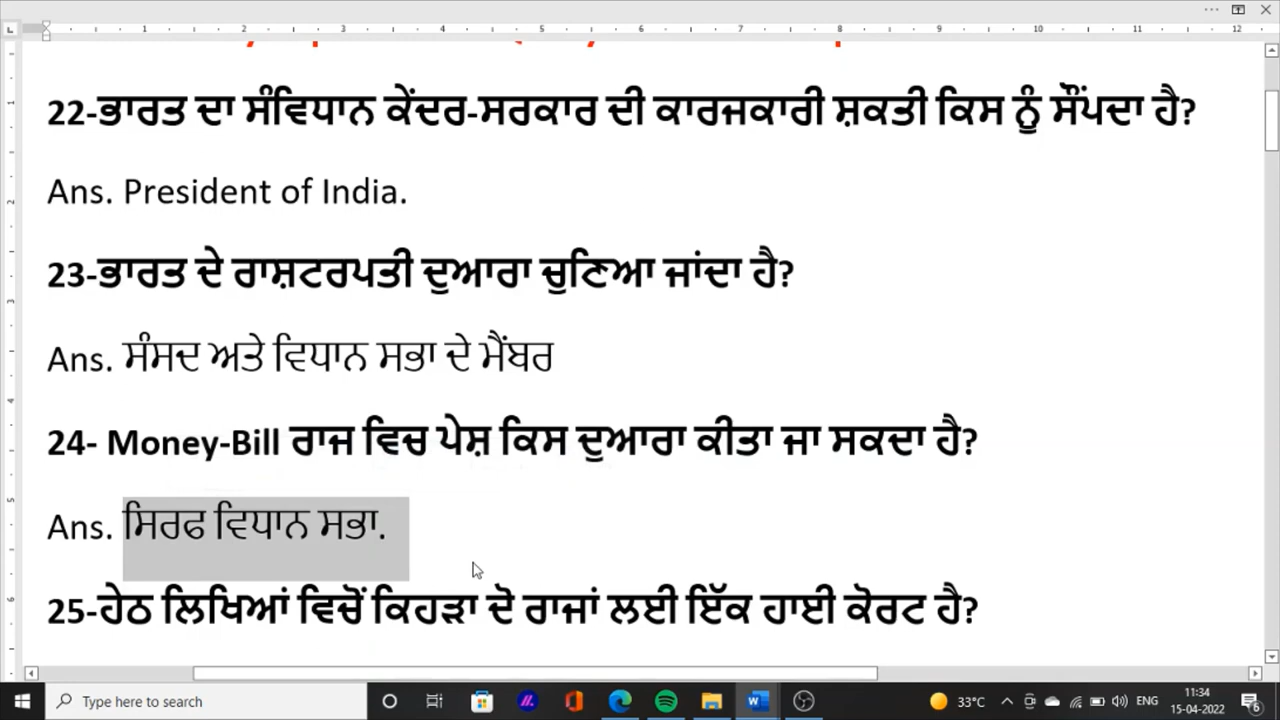 22-ਭਾਰਤ ਦਾ ਸੰਵਿਧਾਨ ਕੇਂਦਰ-ਸਰਕਾਰ ਦੀ ਕਾਰਜਕਾਰੀ ਸ਼ਕਤੀ ਕਿਸ ਨੂੰ ਸੌਂਪਦਾ ਹੈ?
Ans. President of India.
23-ਭਾਰਤ ਦੇ ਰਾਸ਼ਟਰਪਤੀ ਦੁਆਰਾ ਚੁਣਿਆ ਜਾਂਦਾ ਹੈ?
Ans. ਸੰਸਦ ਅਤੇ ਵਿਧਾਨ ਸਭਾ ਦੇ ਮੈਂਬਰ
24- Money-Bill ਰਾਜ ਵਿਚ ਪੇਸ਼ ਕਿਸ ਦੁਆਰਾ ਕੀਤਾ ਜਾ ਸਕਦਾ ਹੈ?
Ans. ਸਿਰਫ ਵਿਧਾਨ ਸਭਾ.
25-ਹੇਠ ਲਿਖਿਆਂ ਵਿਚੋਂ ਕਿਹੜਾ ਦੋ ਰਾਜਾਂ ਲਈ ਇੱਕ ਹਾਈ ਕੋਰਟ ਹੈ?
Type here to search
33°C
ENG
11:34
15-04-2022
6